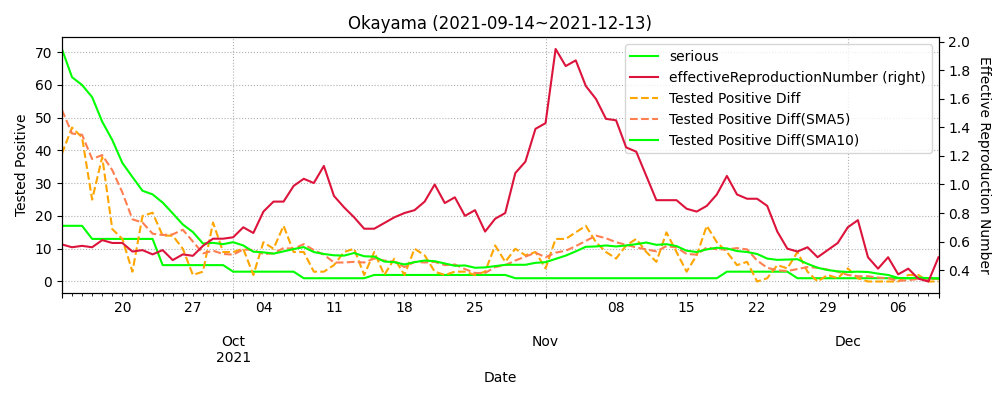 Okayama (2021-09-14~2021-12-13)
Tested Positive
70
60
50
40
30
20
10
0
serious
effectiveReproductionNumber (right)
Tested Positive Diff
Tested Positive Diff(SMA5)
Tested Positive Diff(SMA10)
2.0
1.8
1.6
1.4
1.2
1.0
0.8
0.6
0.4
Effective Reproduction Number
20 27 04 11 18 25 08 15 22 29 06
Oct Nov Dec
2021
Date